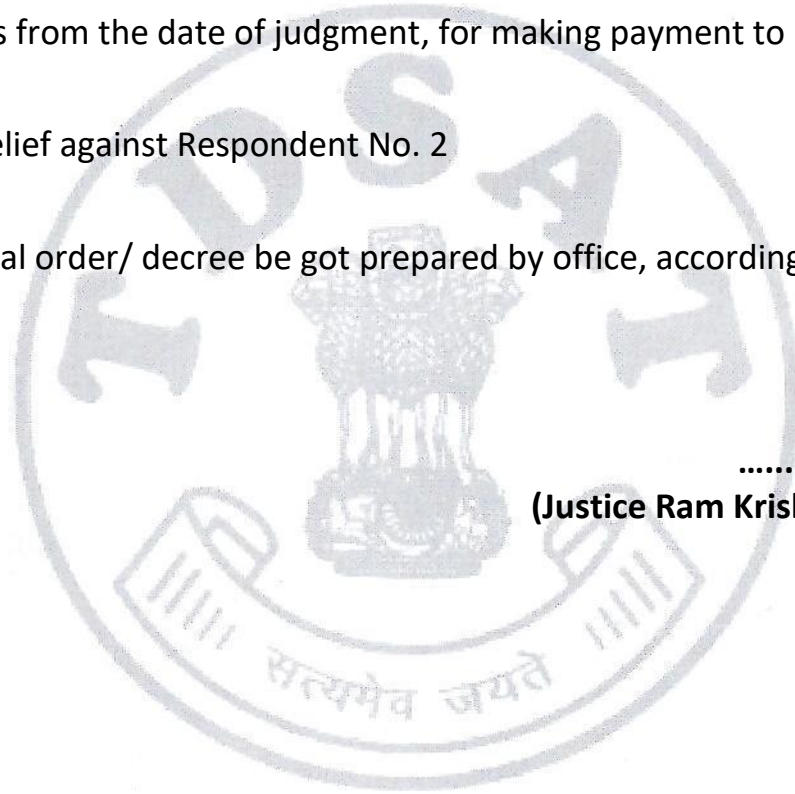 s from the date of judgment, for making payment to
elief against Respondent No. 2
al order/ decree be got prepared by office, according
......
(Justice Ram Krish
TDSAT
सत्यमेव जयते